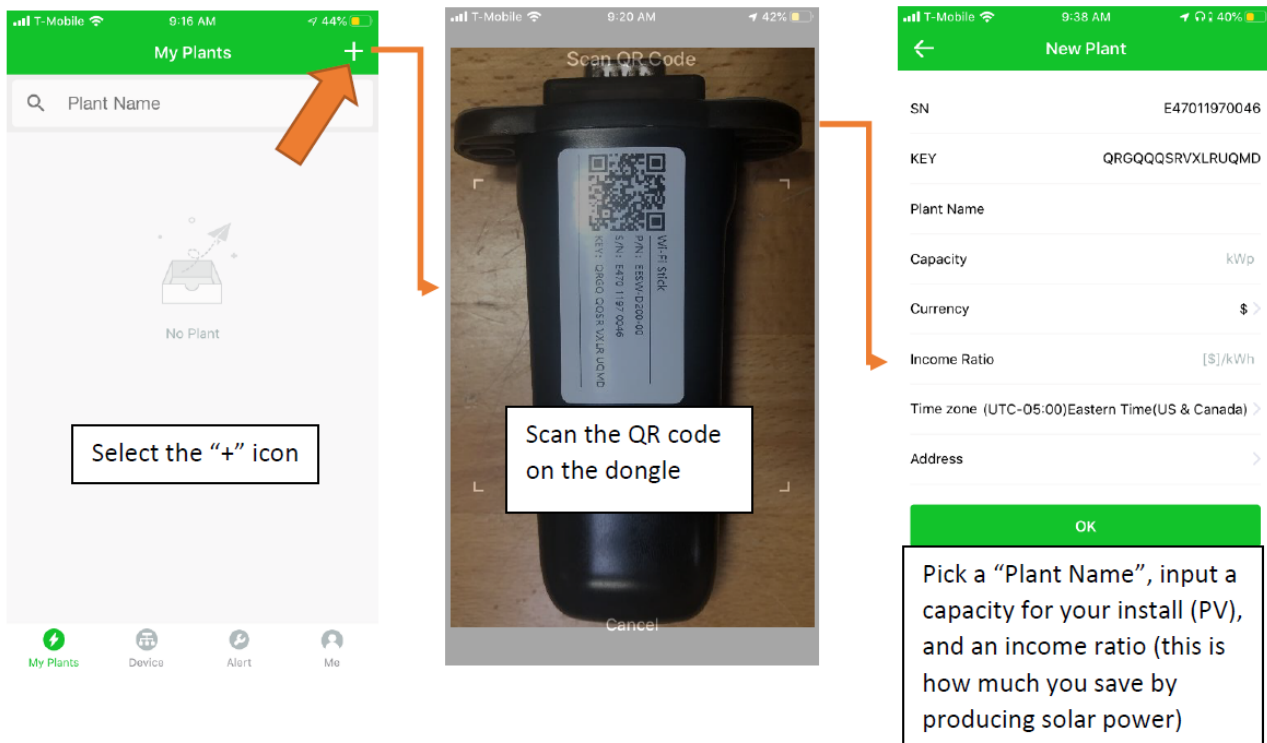 T-Mobile 9:16 AM 44%
My Plants +
Plant Name
No Plant
Select the “+” icon
My Plants Device Alert Me
T-Mobile 9:20 AM 42%
Scan QR Code
Wi-Fi Stick
P/N: EESW-D200-00
S/N: E470 1197 0046
KEY: QRGQ QQSR VXLR UQMD
Scan the QR code
on the dongle
Cancel
T-Mobile 9:38 AM 40%
New Plant
SN E47011970046
KEY QRGQQQSRVXLRUQMD
Plant Name
Capacity kWp
Currency $
Income Ratio [$]/kWh
Time zone (UTC-05:00)Eastern Time(US & Canada)
Address
OK
Pick a “Plant Name”, input a
capacity for your install (PV),
and an income ratio (this is
how much you save by
producing solar power)